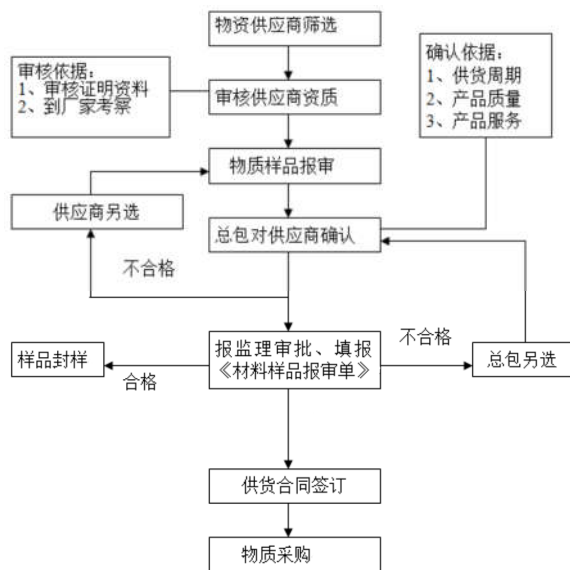 物资供应商筛选
审核依据：
1、审核证明资料
2、到厂家考察
确认依据：
1、供货周期
2、产品质量
3、产品服务
审核供应商资质
物质样品报审
供应商另选
总包对供应商确认
不合格
报监理审批、填报
《材料样品报审单》
不合格
样品封样
合格
总包另选
供货合同签订
物质采购